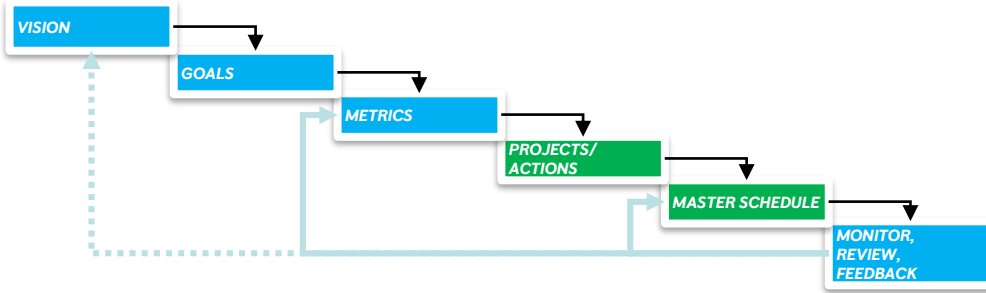 VISION
GOALS
METRICS
PROJECTS/
ACTIONS
MASTER SCHEDULE
MONITOR,
REVIEW,
FEEDBACK